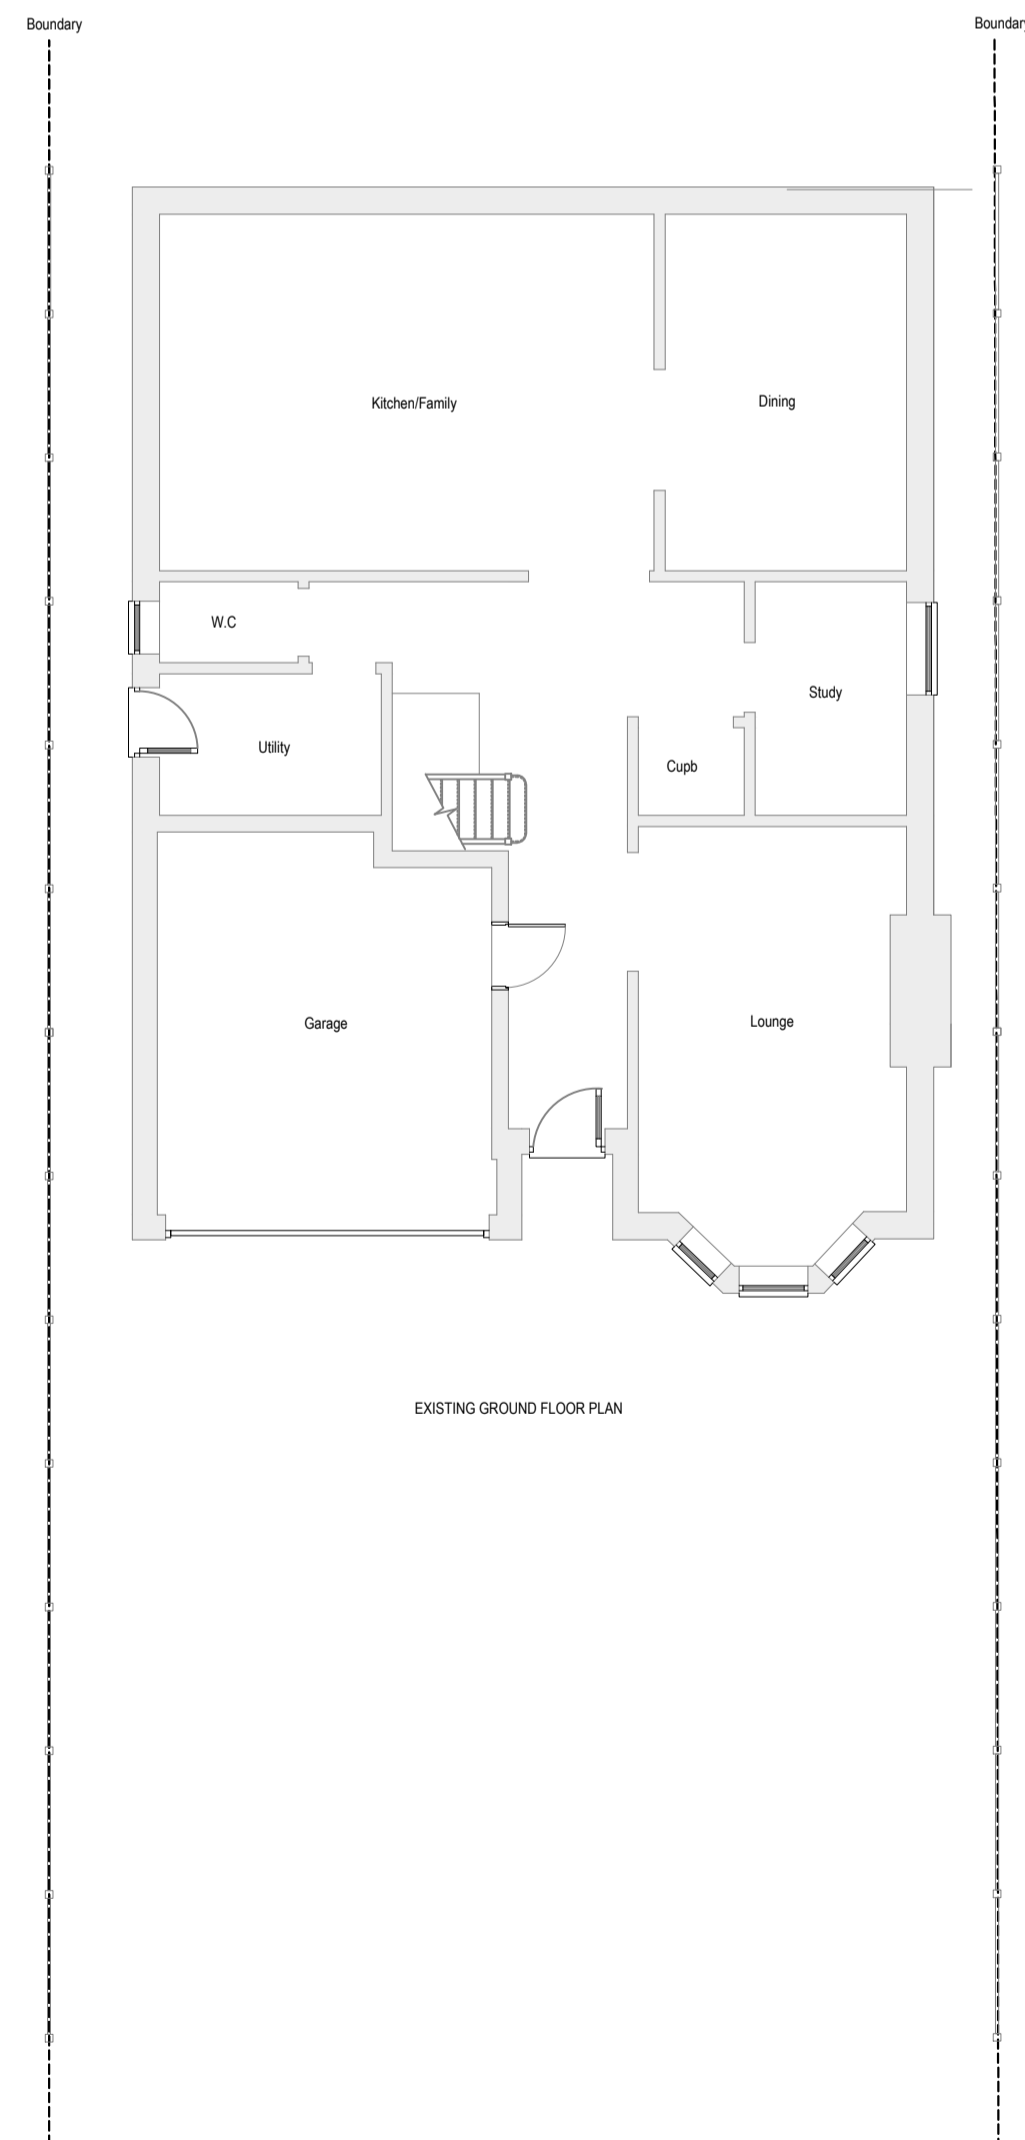 Boundary
Boundary
Kitchen/Family
Dining
W.C
Study
Utility
Cupb
Garage
Lounge
EXISTING GROUND FLOOR PLAN